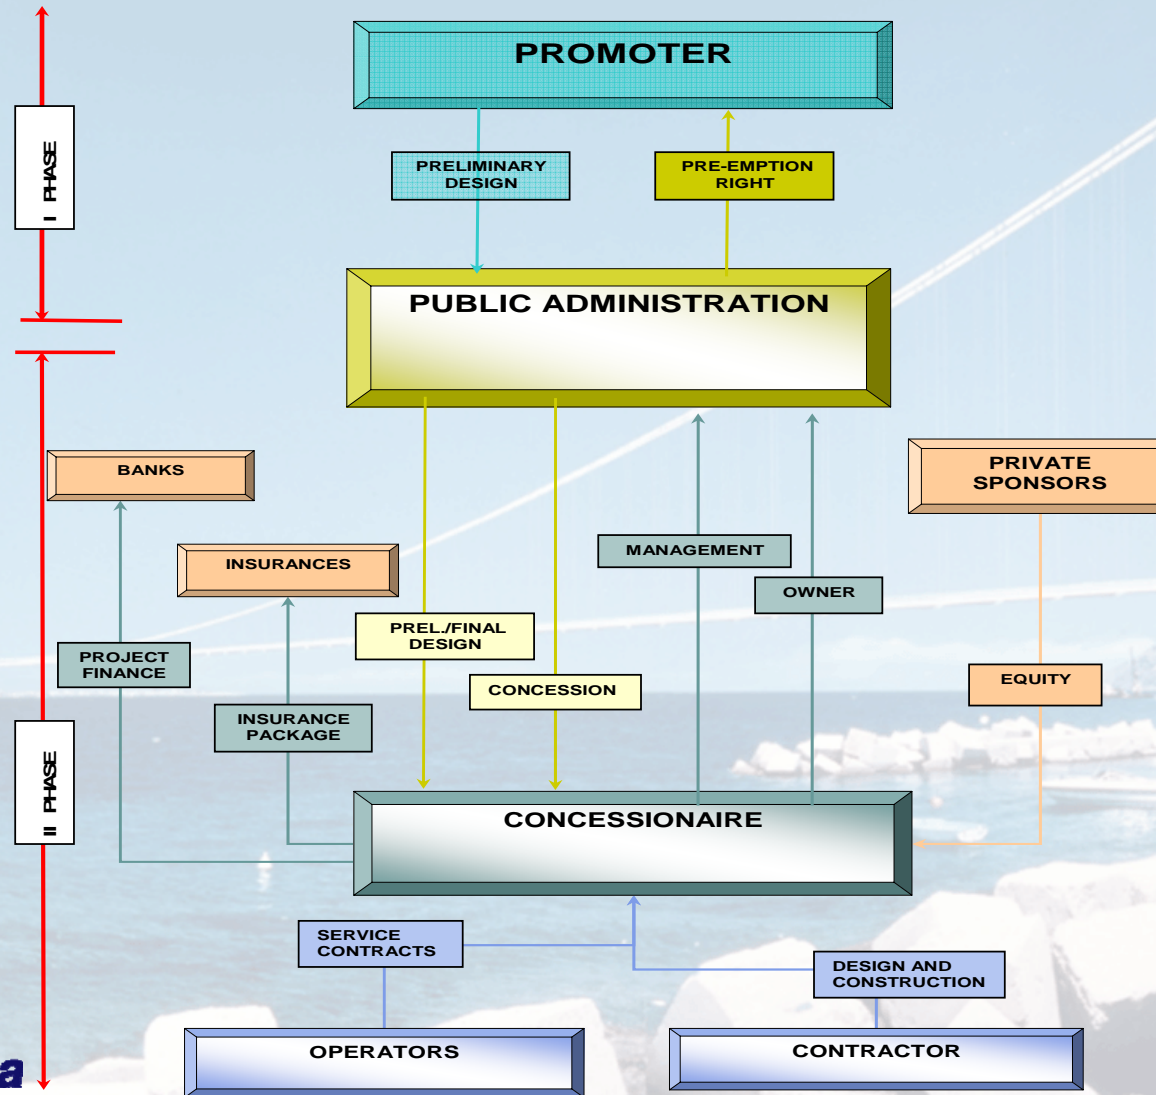 PROMOTER
I PHASE
PRELIMINARY
DESIGN
PRE-EMPTION
RIGHT
PUBLIC ADMINISTRATION
BANKS
PRIVATE
SPONSORS
INSURANCES
MANAGEMENT
OWNER
PREL./FINAL
DESIGN
PROJECT
FINANCE
EQUITY
CONCESSION
INSURANCE
PACKAGE
II PHASE
CONCESSIONAIRE
SERVICE
CONTRACTS
DESIGN AND
CONSTRUCTION
OPERATORS
CONTRACTOR
a